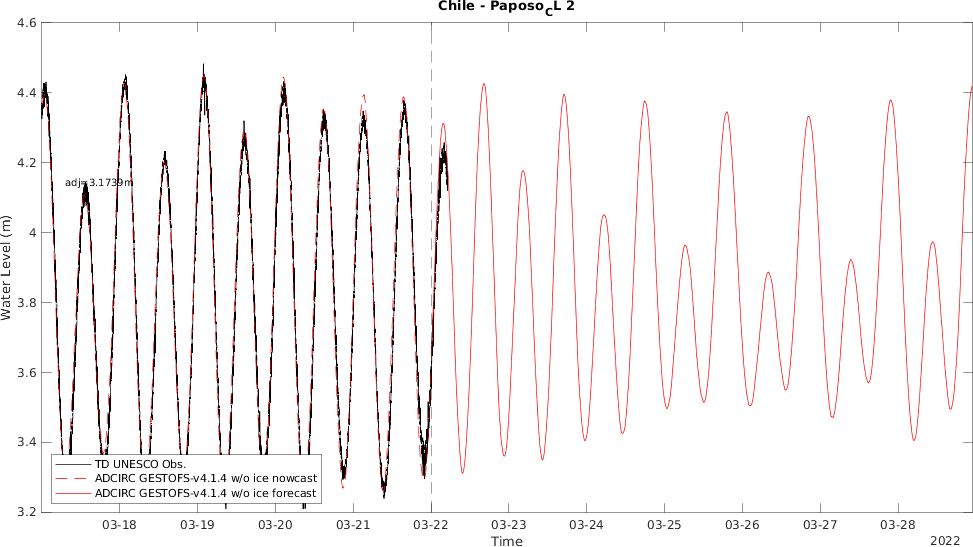 Chile - Paposo_CL 2
4.6
4.4
4.2
4
3.8
3.6
3.4
3.2
Water Level (m)
adj=3.1739m
TD UNESCO Obs.
ADCIRC GESTOFS-v4.1.4 w/o ice nowcast
ADCIRC GESTOFS-v4.1.4 w/o ice forecast
03-18 03-19 03-20 03-21 03-22 03-23 03-24 03-25 03-26 03-27 03-28
Time
2022